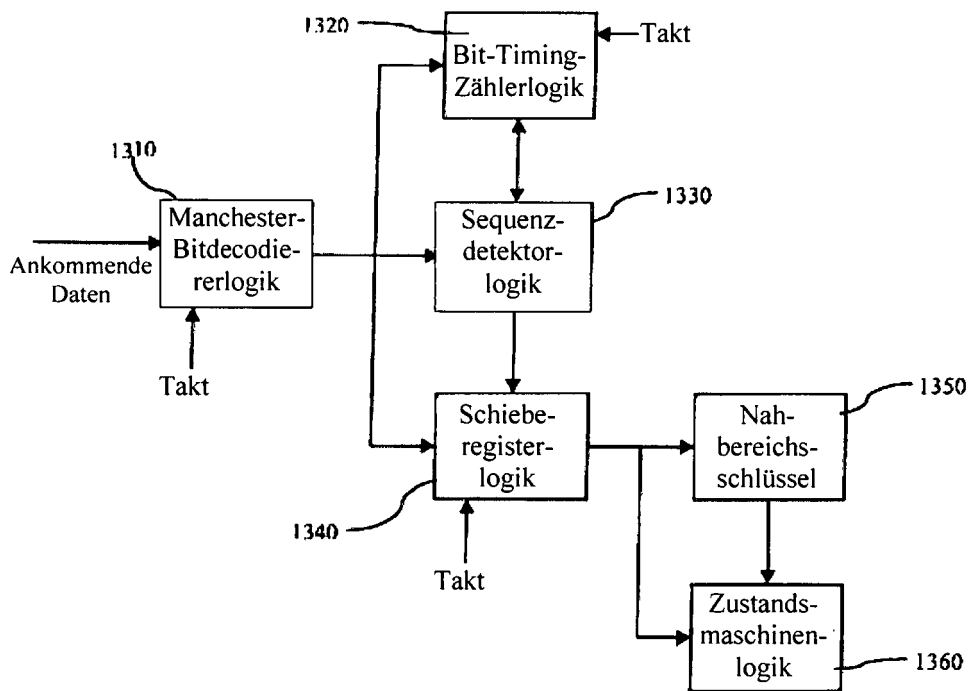 1320
Bit-Timing-
Zählerlogik
Takt
1310
Manchester-
Bitdecodie-
rerlogik
Ankommende
Daten
Takt
1330
Sequenz-
detektor-
logik
Schiebe-
register-
logik
1340
Takt
1350
Nah-
bereichs-
schlüssel
Zustands-
maschinen-
logik
1360